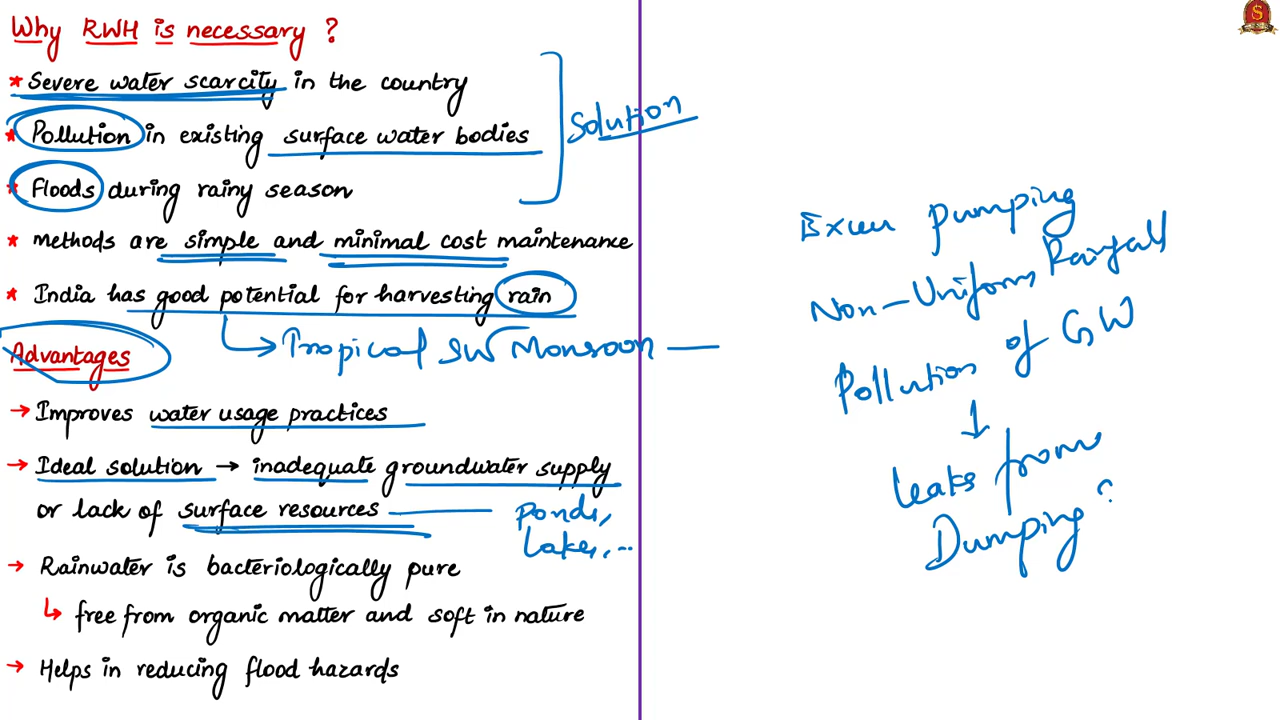 Why RWH is necessary ?
* Severe water scarcity in the country
* Pollution in existing surface water bodies
* Floods during rainy season
Solution
* Methods are simple and minimal cost maintenance
* India has good potential for harvesting rain
→ Tropical SW Monsoon —
Advantages
→ Improves water usage practices
→ Ideal solution → inadequate groundwater supply
or lack of surface resources — Ponds,
Lakes, ...
→ Rainwater is bacteriologically pure
↳ free from organic matter and soft in nature
→ Helps in reducing flood hazards
pumping
Non-Uniform Rainfall
Pollution of GW
↓
Leaks from
Dumping
S